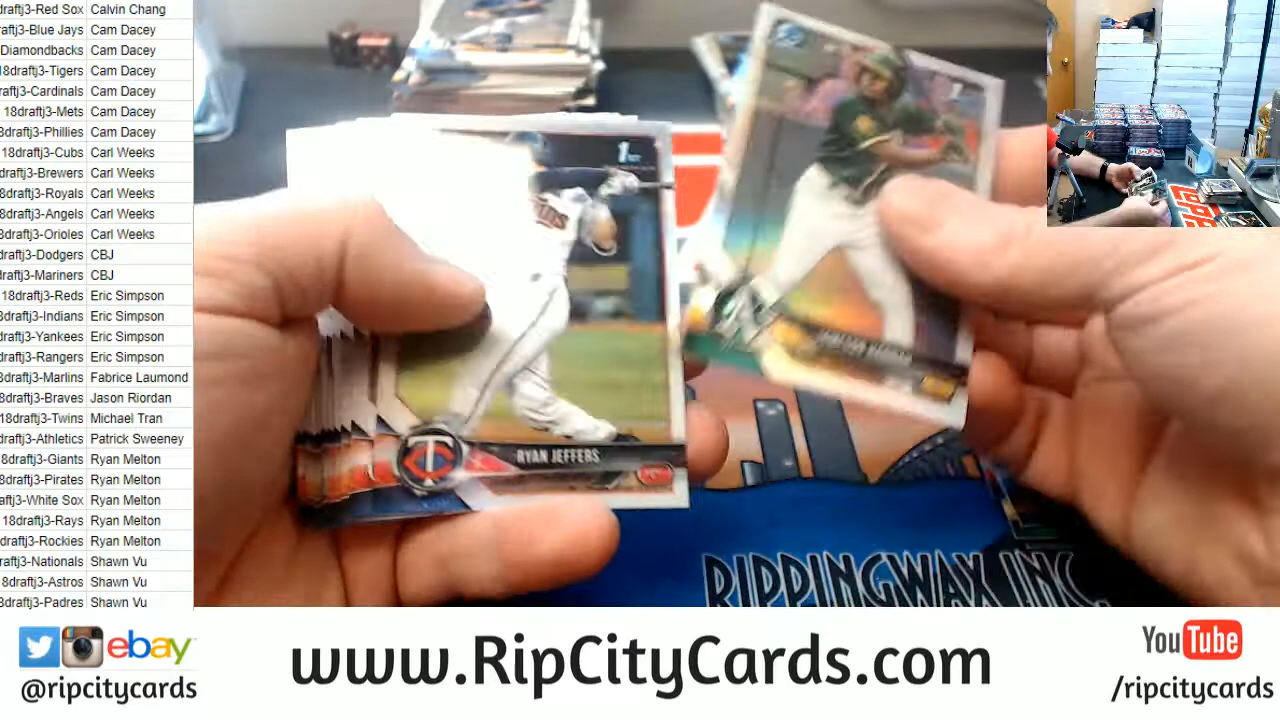 raftj3-Red Sox Calvin Chang
raftj3-Blue Jays Cam Dacey
Diamondbacks Cam Dacey
18draftj3-Tigers Cam Dacey
raftj3-Cardinals Cam Dacey
18draftj3-Mets Cam Dacey
8draftj3-Phillies Cam Dacey
18draftj3-Cubs Carl Weeks
draftj3-Brewers Carl Weeks
8draftj3-Royals Carl Weeks
8draftj3-Angels Carl Weeks
8draftj3-Orioles Carl Weeks
draftj3-Dodgers CBJ
draftj3-Mariners CBJ
18draftj3-Reds Eric Simpson
draftj3-Indians Eric Simpson
draftj3-Yankees Eric Simpson
draftj3-Rangers Eric Simpson
8draftj3-Marlins Fabrice Laumond
8draftj3-Braves Jason Riordan
18draftj3-Twins Michael Tran
draftj3-Athletics Patrick Sweeney
8draftj3-Giants Ryan Melton
8draftj3-Pirates Ryan Melton
aftj3-White Sox Ryan Melton
18draftj3-Rays Ryan Melton
8draftj3-Rockies Ryan Melton
raftj3-Nationals Shawn Vu
8draftj3-Astros Shawn Vu
8draftj3-Padres Shawn Vu
1st
RYAN JEFFERS
RIPPINGWAX INC.
ebay
@ripcitycards
www.RipCityCards.com
YouTube
/ripcitycards